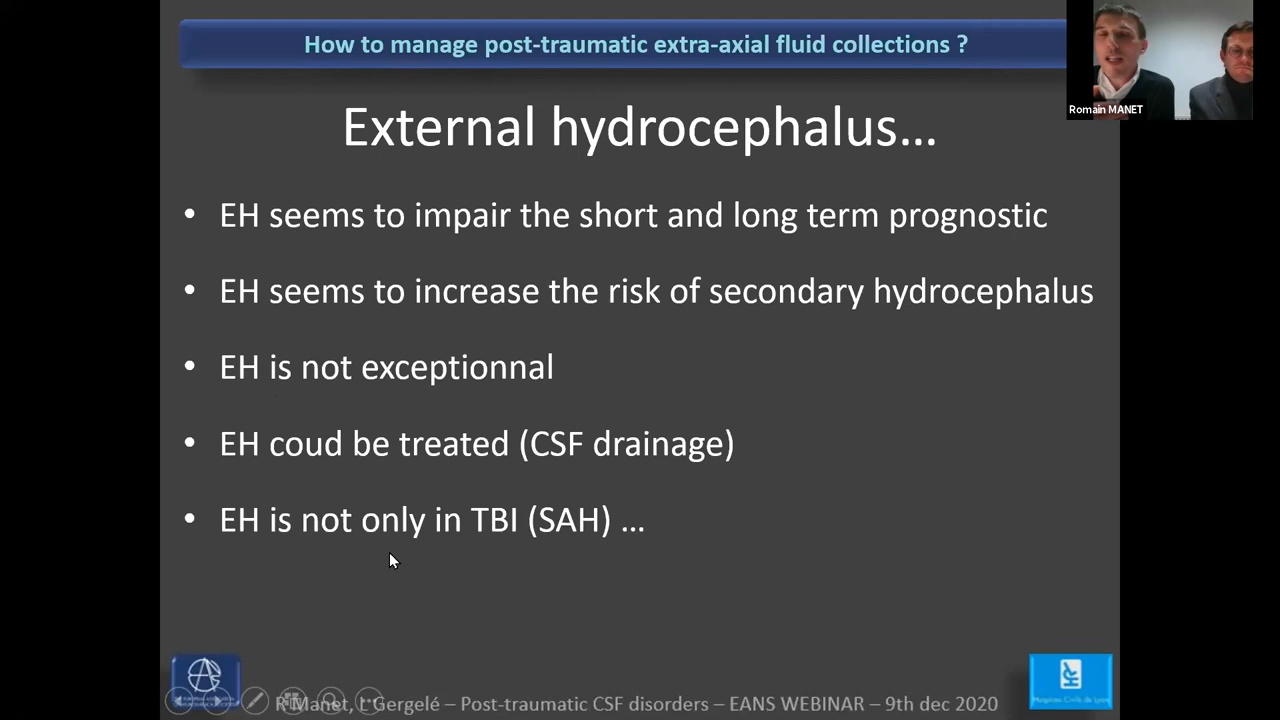 How to manage post-traumatic extra-axial fluid collections ?
Romain MANET
External hydrocephalus...
• EH seems to impair the short and long term prognostic
• EH seems to increase the risk of secondary hydrocephalus
• EH is not exceptionnal
• EH coud be treated (CSF drainage)
• EH is not only in TBI (SAH) ...
R Manet, L Gergelé – Post-traumatic CSF disorders – EANS WEBINAR – 9th dec 2020